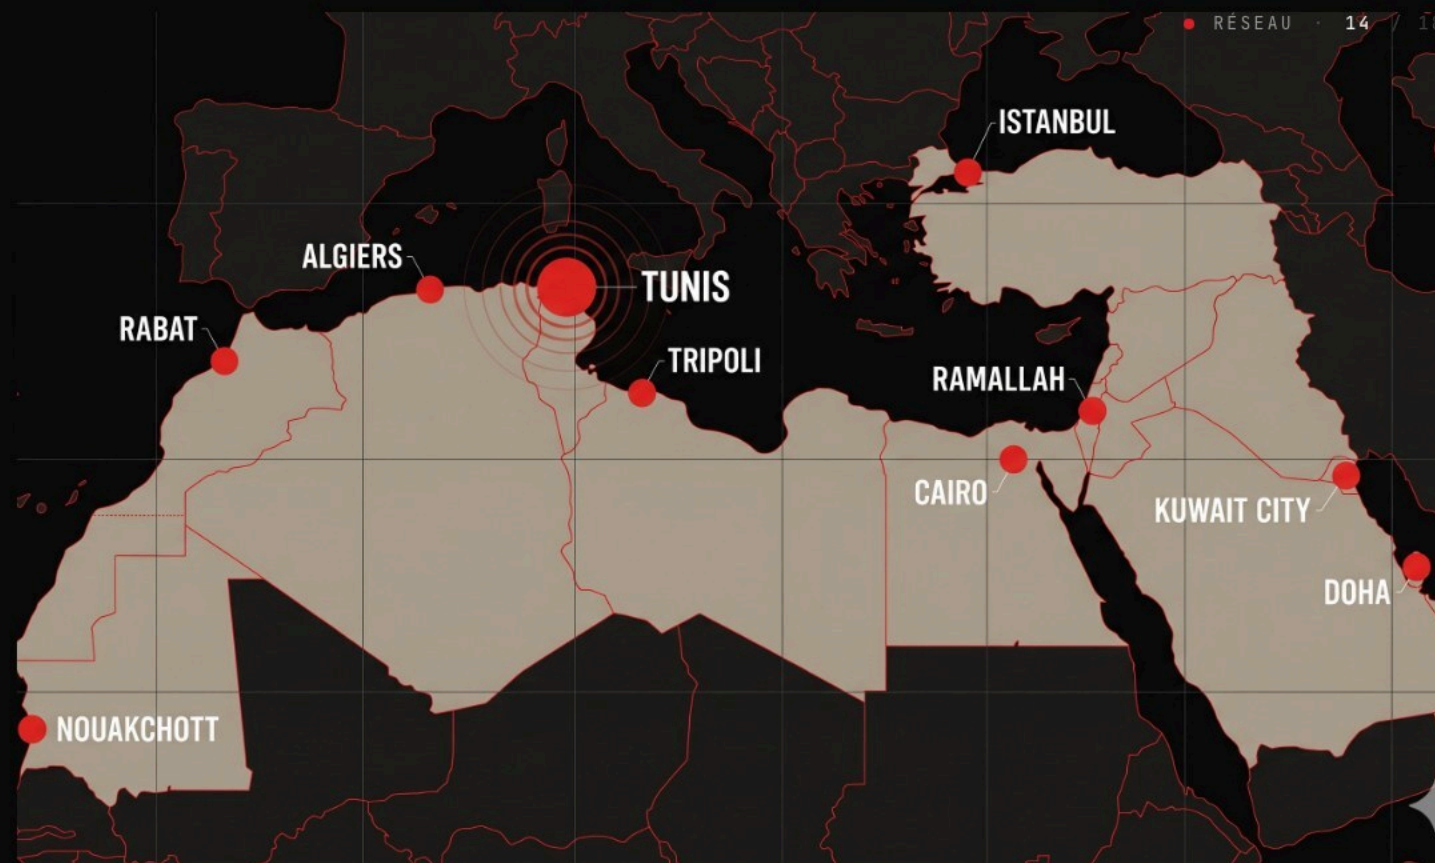 RÉSEAU · 14 /
ISTANBUL
ALGIERS
TUNIS
RABAT
TRIPOLI
RAMALLAH
CAIRO
KUWAIT CITY
DOHA
NOUAKCHOTT